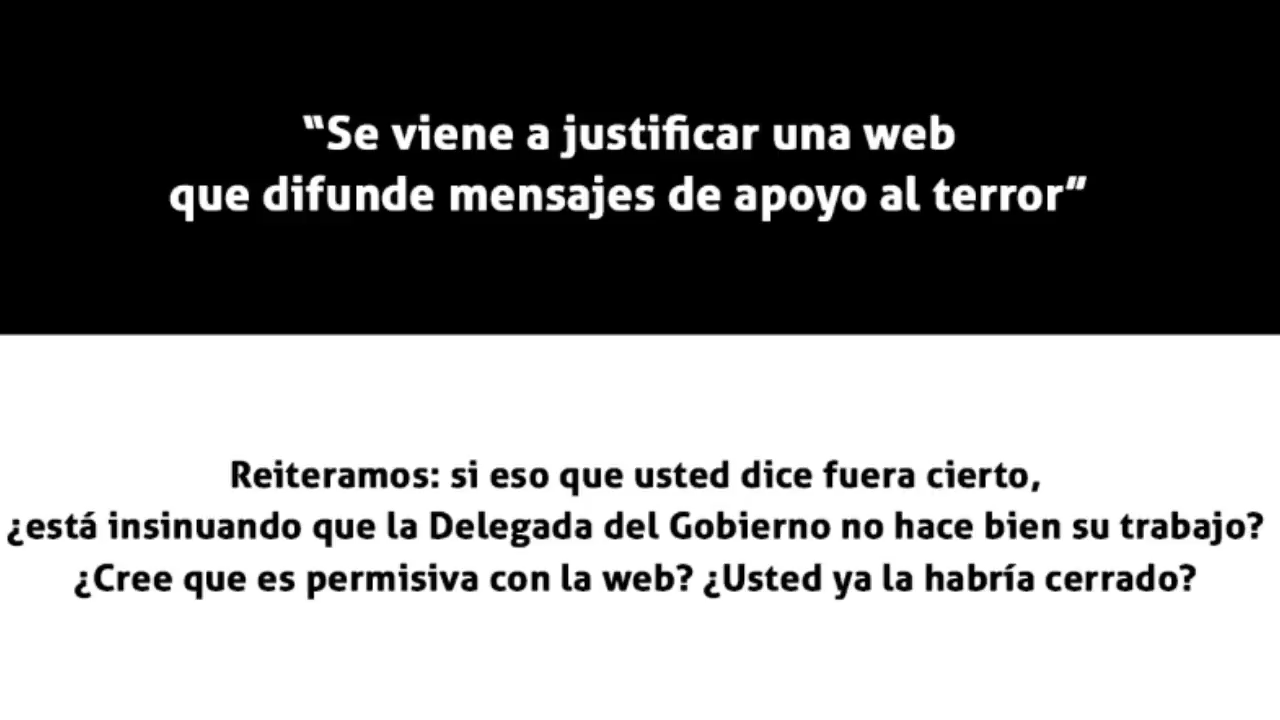 “Se viene a justificar una web
que difunde mensajes de apoyo al terror”
Reiteramos: si eso que usted dice fuera cierto,
¿está insinuando que la Delegada del Gobierno no hace bien su trabajo?
¿Cree que es permisiva con la web? ¿Usted ya la habría cerrado?